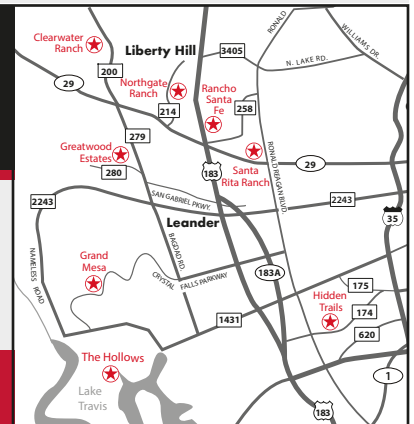 RONALD
WILLIAMS DR.
Clearwater
Ranch
Liberty Hill
3405
N. LAKE RD.
200
29
Northgate
Ranch
Rancho
Santa
Fe
214
258
279
Greatwood
Estates
280
183
Santa
Rita Ranch
29
RONALD REAGAN BLVD.
2243
SAN GABRIEL PKWY.
2243
35
Leander
NAMELESS ROAD
BAGDAD RD.
Grand
Mesa
CRYSTAL FALLS PARKWAY
183A
175
Hidden
Trails
174
1431
620
The Hollows
Lake
Travis
1
183